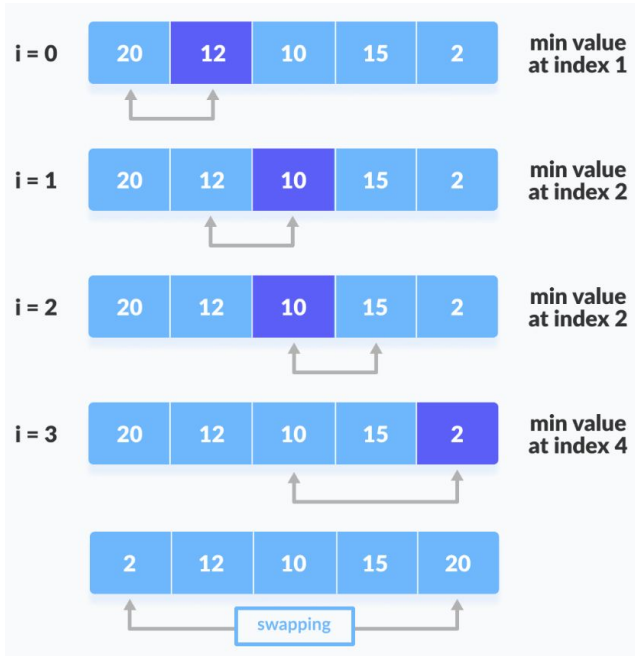 i = 0 20 12 10 15 2 min value
at index 1
i = 1 20 12 10 15 2 min value
at index 2
i = 2 20 12 10 15 2 min value
at index 2
i = 3 20 12 10 15 2 min value
at index 4
2 12 10 15 20
swapping